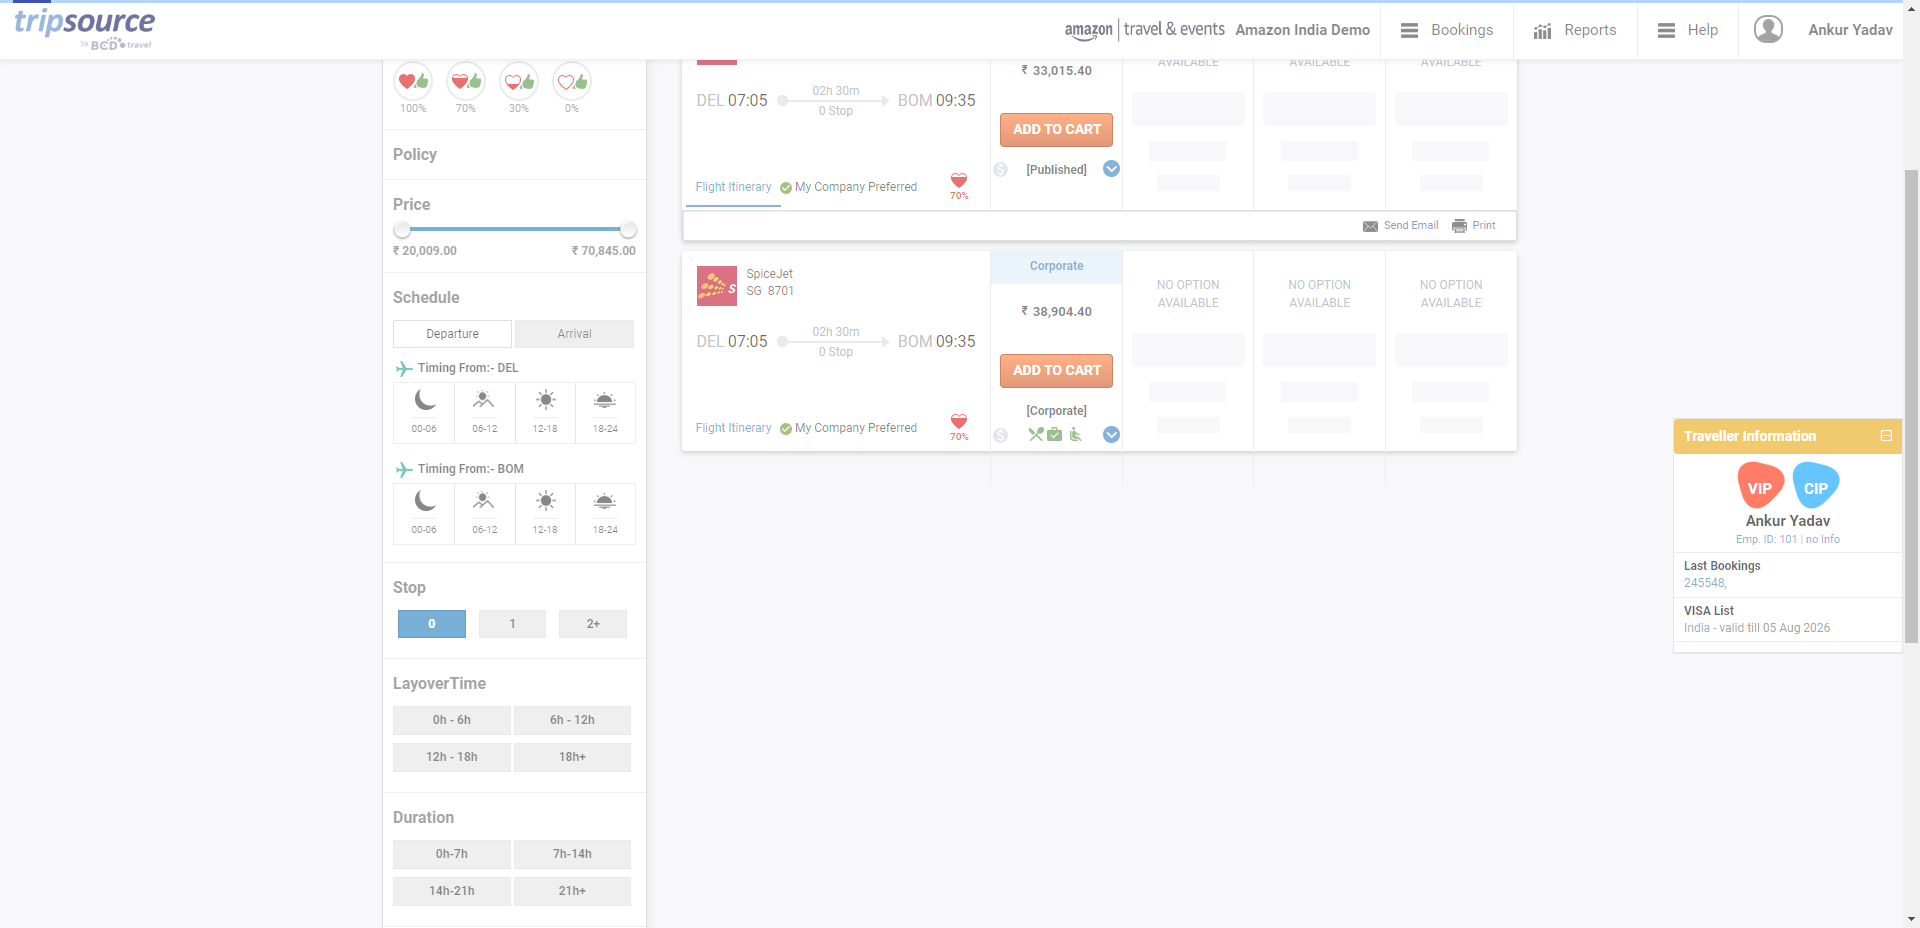 tripsource
by BCD travel
amazon | travel & events
Amazon India Demo
Bookings
Reports
Help
Ankur Yadav
100%
70%
30%
0%
Policy
Price
₹ 20,009.00
₹ 70,845.00
Schedule
Departure
Arrival
Timing From:- DEL
00-06
06-12
12-18
18-24
Timing From:- BOM
00-06
06-12
12-18
18-24
Stop
0
1
2+
LayoverTime
0h - 6h
6h - 12h
12h - 18h
18h+
Duration
0h-7h
7h-14h
14h-21h
21h+
₹ 33,015.40
AVAILABLE
AVAILABLE
AVAILABLE
DEL 07:05
02h 30m
0 Stop
BOM 09:35
ADD TO CART
[Published]
Flight Itinerary
My Company Preferred
70%
Send Email
Print
SpiceJet
SG 8701
Corporate
₹ 38,904.40
NO OPTION
AVAILABLE
NO OPTION
AVAILABLE
NO OPTION
AVAILABLE
DEL 07:05
02h 30m
0 Stop
BOM 09:35
ADD TO CART
[Corporate]
Flight Itinerary
My Company Preferred
70%
Traveller Information
VIP
CIP
Ankur Yadav
Emp. ID: 101 | no Info
Last Bookings
245548,
VISA List
India - valid till 05 Aug 2026